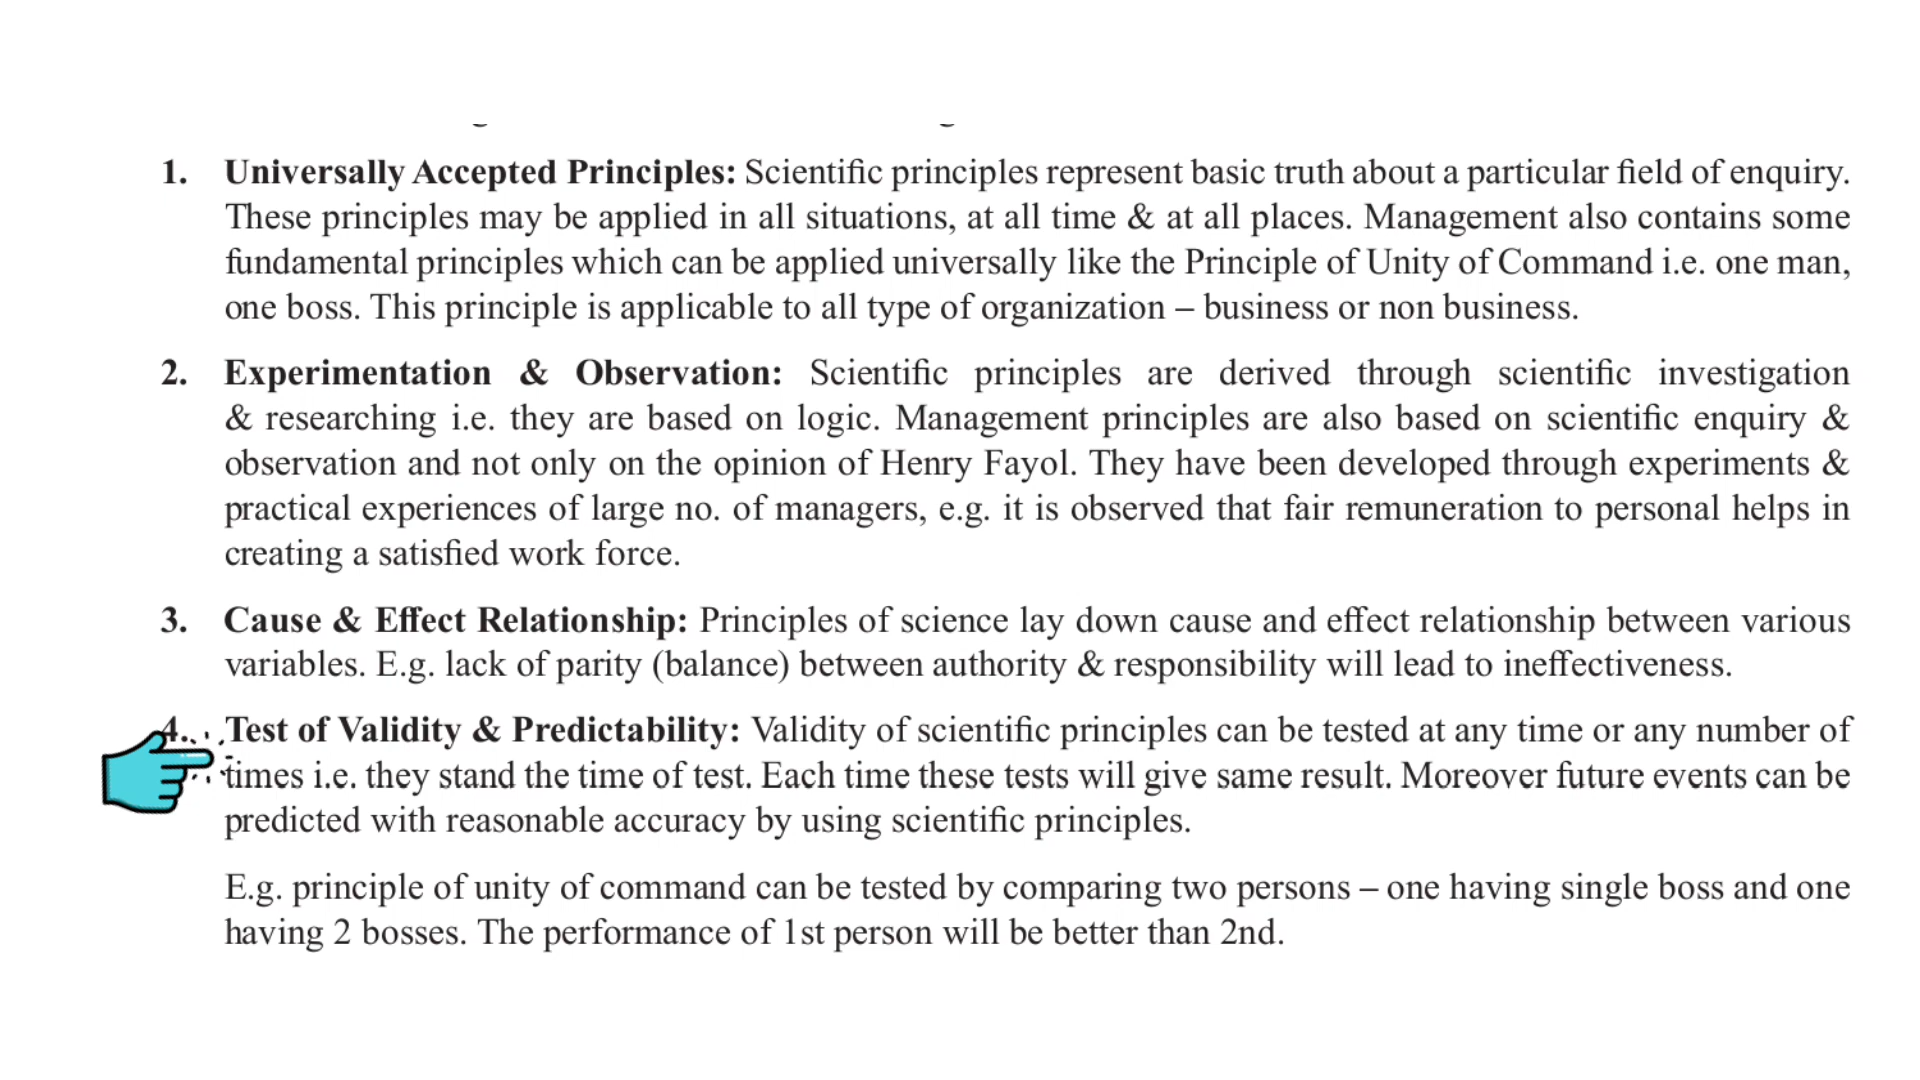 1. Universally Accepted Principles: Scientific principles represent basic truth about a particular field of enquiry.
These principles may be applied in all situations, at all time & at all places. Management also contains some
fundamental principles which can be applied universally like the Principle of Unity of Command i.e. one man,
one boss. This principle is applicable to all type of organization – business or non business.
2. Experimentation & Observation: Scientific principles are derived through scientific investigation
& researching i.e. they are based on logic. Management principles are also based on scientific enquiry &
observation and not only on the opinion of Henry Fayol. They have been developed through experiments &
practical experiences of large no. of managers, e.g. it is observed that fair remuneration to personal helps in
creating a satisfied work force.
3. Cause & Effect Relationship: Principles of science lay down cause and effect relationship between various
variables. E.g. lack of parity (balance) between authority & responsibility will lead to ineffectiveness.
4. Test of Validity & Predictability: Validity of scientific principles can be tested at any time or any number of
times i.e. they stand the time of test. Each time these tests will give same result. Moreover future events can be
predicted with reasonable accuracy by using scientific principles.
E.g. principle of unity of command can be tested by comparing two persons – one having single boss and one
having 2 bosses. The performance of 1st person will be better than 2nd.